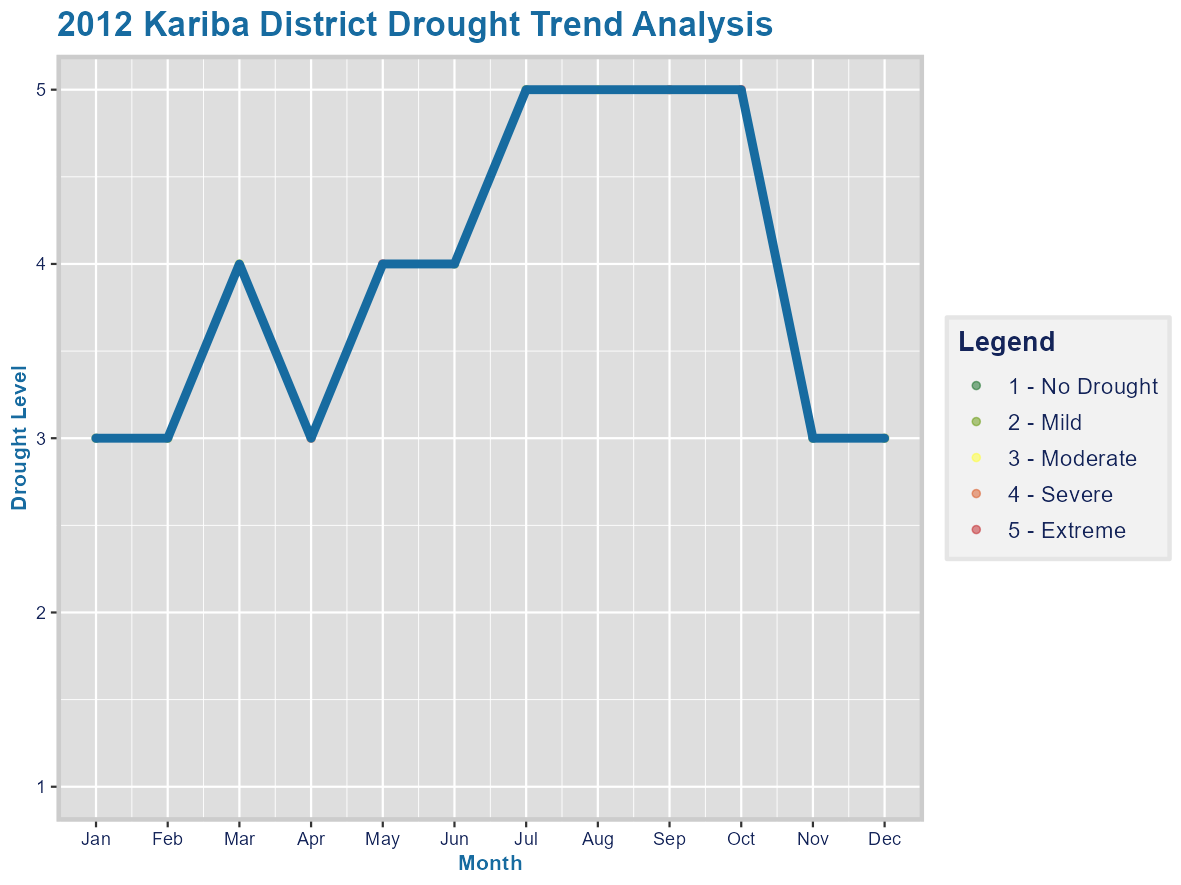 2012 Kariba District Drought Trend Analysis
5
4
3
2
1
Drought Level
Jan Feb Mar Apr May Jun Jul Aug Sep Oct Nov Dec
Month
Legend
1 - No Drought
2 - Mild
3 - Moderate
4 - Severe
5 - Extreme